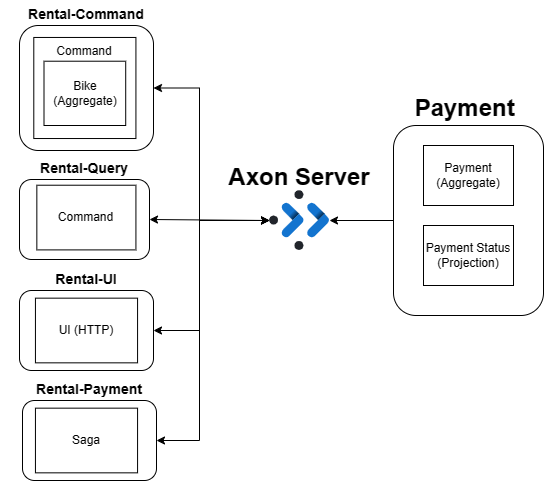 Rental-Command
Command
Bike
(Aggregate)
Rental-Query
Command
Rental-UI
UI (HTTP)
Rental-Payment
Saga
Axon Server
Payment
Payment
(Aggregate)
Payment Status
(Projection)